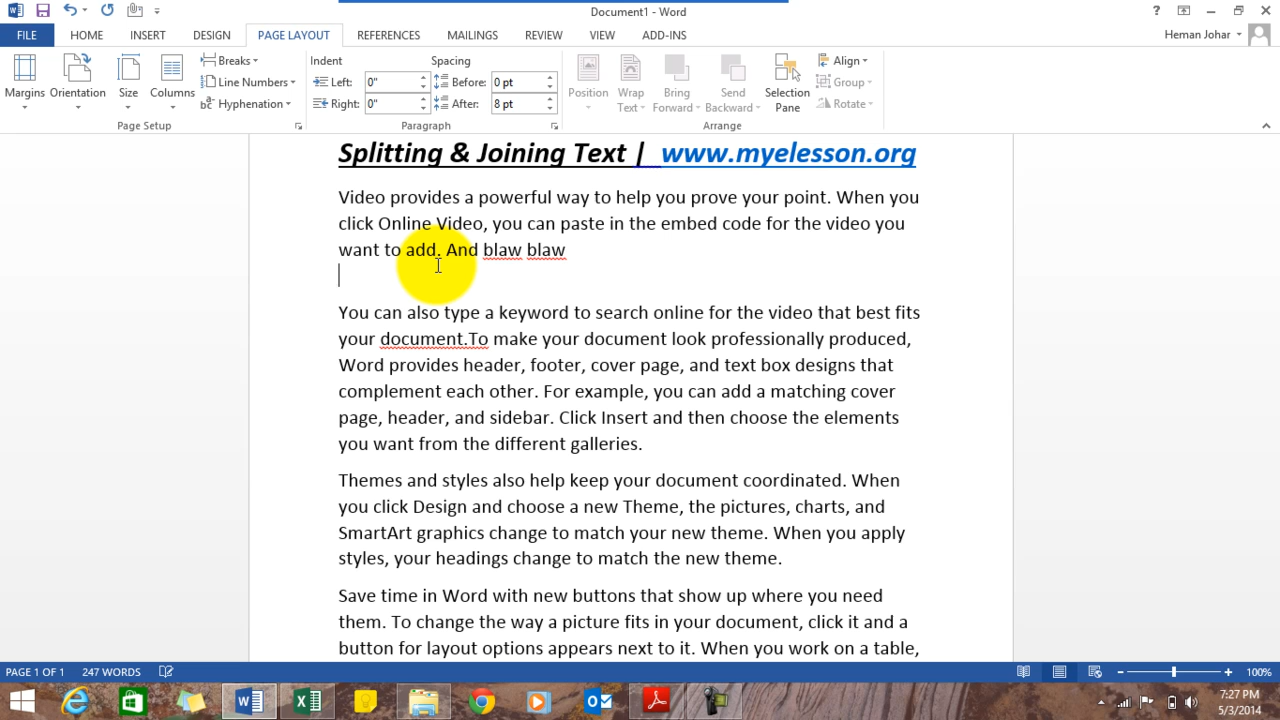 Document1 - Word
FILE HOME INSERT DESIGN PAGE LAYOUT REFERENCES MAILINGS REVIEW VIEW ADD-INS Heman Johar
Margins Orientation Size Columns Breaks Line Numbers Hyphenation
Page Setup
Indent Spacing
Left: 0" Before: 0 pt
Right: 0" After: 8 pt
Paragraph
Position Wrap Text Bring Forward Send Backward Selection Pane Align Group Rotate
Arrange
Splitting & Joining Text | www.myelesson.org
Video provides a powerful way to help you prove your point. When you
click Online Video, you can paste in the embed code for the video you
want to add. And blaw blaw
You can also type a keyword to search online for the video that best fits
your document.To make your document look professionally produced,
Word provides header, footer, cover page, and text box designs that
complement each other. For example, you can add a matching cover
page, header, and sidebar. Click Insert and then choose the elements
you want from the different galleries.
Themes and styles also help keep your document coordinated. When
you click Design and choose a new Theme, the pictures, charts, and
SmartArt graphics change to match your new theme. When you apply
styles, your headings change to match the new theme.
Save time in Word with new buttons that show up where you need
them. To change the way a picture fits in your document, click it and a
button for layout options appears next to it. When you work on a table,
PAGE 1 OF 1 247 WORDS 100%
7:27 PM
5/3/2014